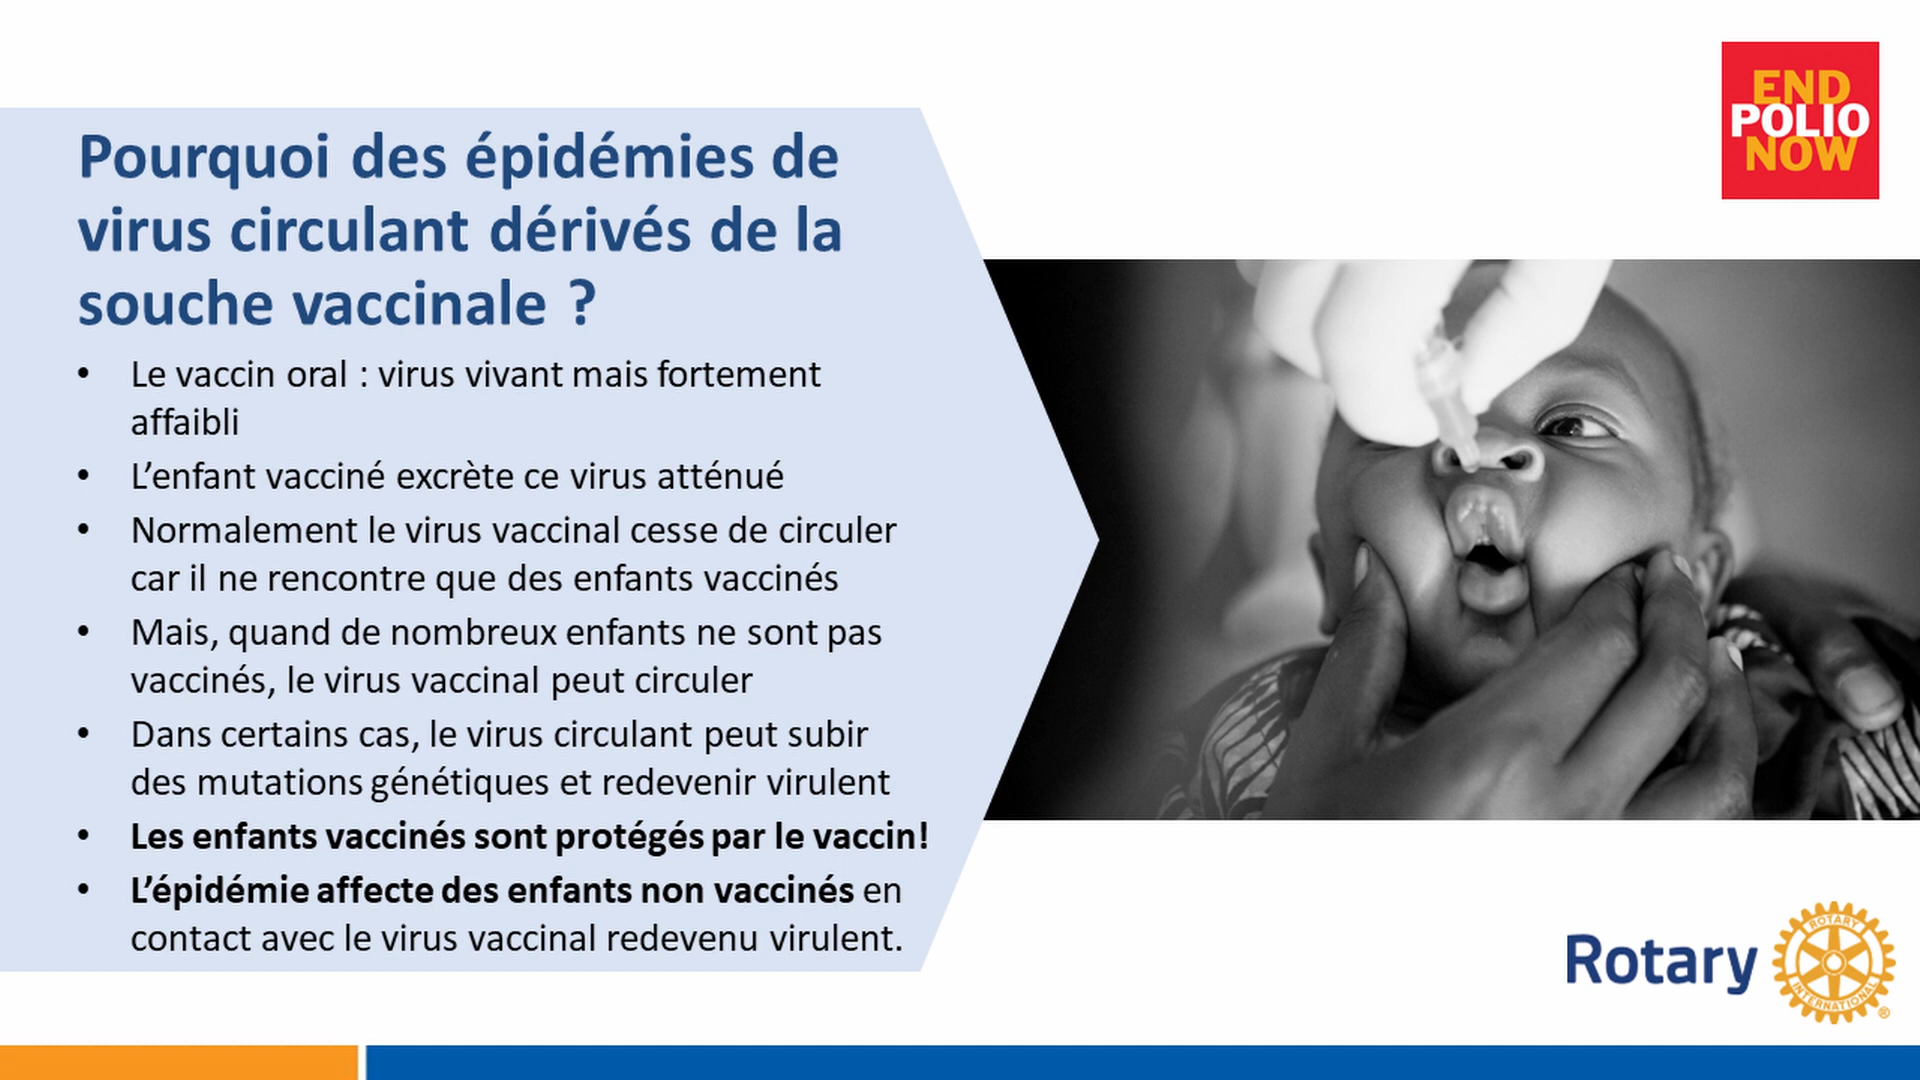 END
POLIO
NOW
Pourquoi des épidémies de
virus circulant dérivés de la
souche vaccinale ?
• Le vaccin oral : virus vivant mais fortement
affaibli
• L’enfant vacciné excrète ce virus atténué
• Normalement le virus vaccinal cesse de circuler
car il ne rencontre que des enfants vaccinés
• Mais, quand de nombreux enfants ne sont pas
vaccinés, le virus vaccinal peut circuler
• Dans certains cas, le virus circulant peut subir
des mutations génétiques et redevenir virulent
• Les enfants vaccinés sont protégés par le vaccin!
• L’épidémie affecte des enfants non vaccinés en
contact avec le virus vaccinal redevenu virulent.
Rotary
ROTARY
INTERNATIONAL
®